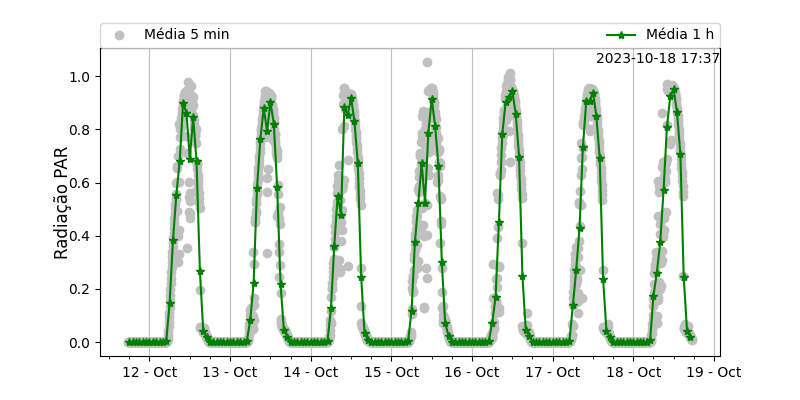 Média 5 min
Média 1 h
2023-10-18 17:37
Radiação PAR
1.0
0.8
0.6
0.4
0.2
0.0
12 - Oct
13 - Oct
14 - Oct
15 - Oct
16 - Oct
17 - Oct
18 - Oct
19 - Oct